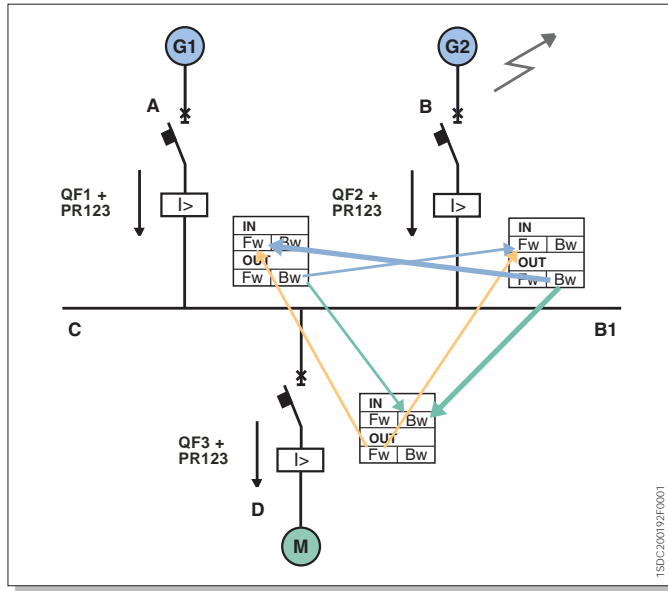 G1
G2
A
B
QF1 +
PR123
I>
QF2 +
PR123
I>
IN
Fw Bw
OUT
Fw Bw
IN
Fw Bw
OUT
Fw Bw
C
B1
QF3 +
PR123
I>
IN
Fw Bw
OUT
Fw Bw
D
M
1SDC200192F0001